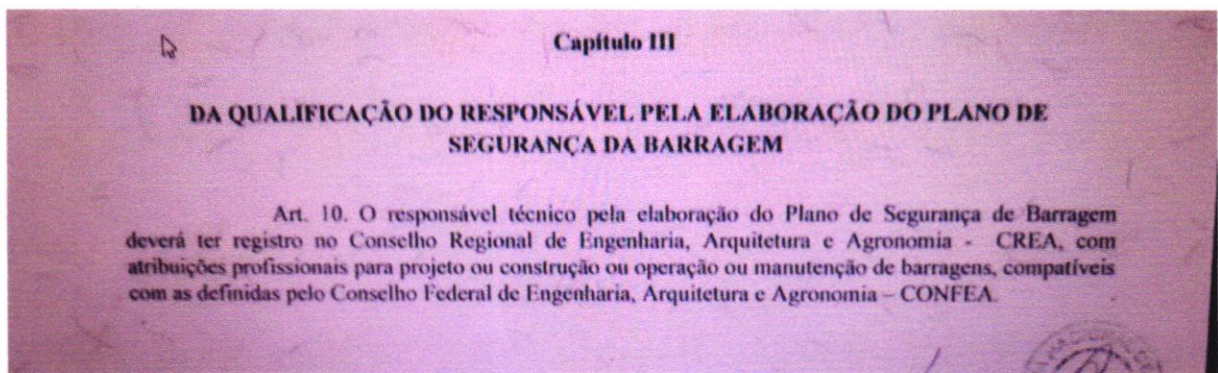 Capítulo III
DA QUALIFICAÇÃO DO RESPONSÁVEL PELA ELABORAÇÃO DO PLANO DE
SEGURANÇA DA BARRAGEM
Art. 10. O responsável técnico pela elaboração do Plano de Segurança de Barragem
deverá ter registro no Conselho Regional de Engenharia, Arquitetura e Agronomia - CREA, com
atribuições profissionais para projeto ou construção ou operação ou manutenção de barragens, compatíveis
com as definidas pelo Conselho Federal de Engenharia, Arquitetura e Agronomia – CONFEA.